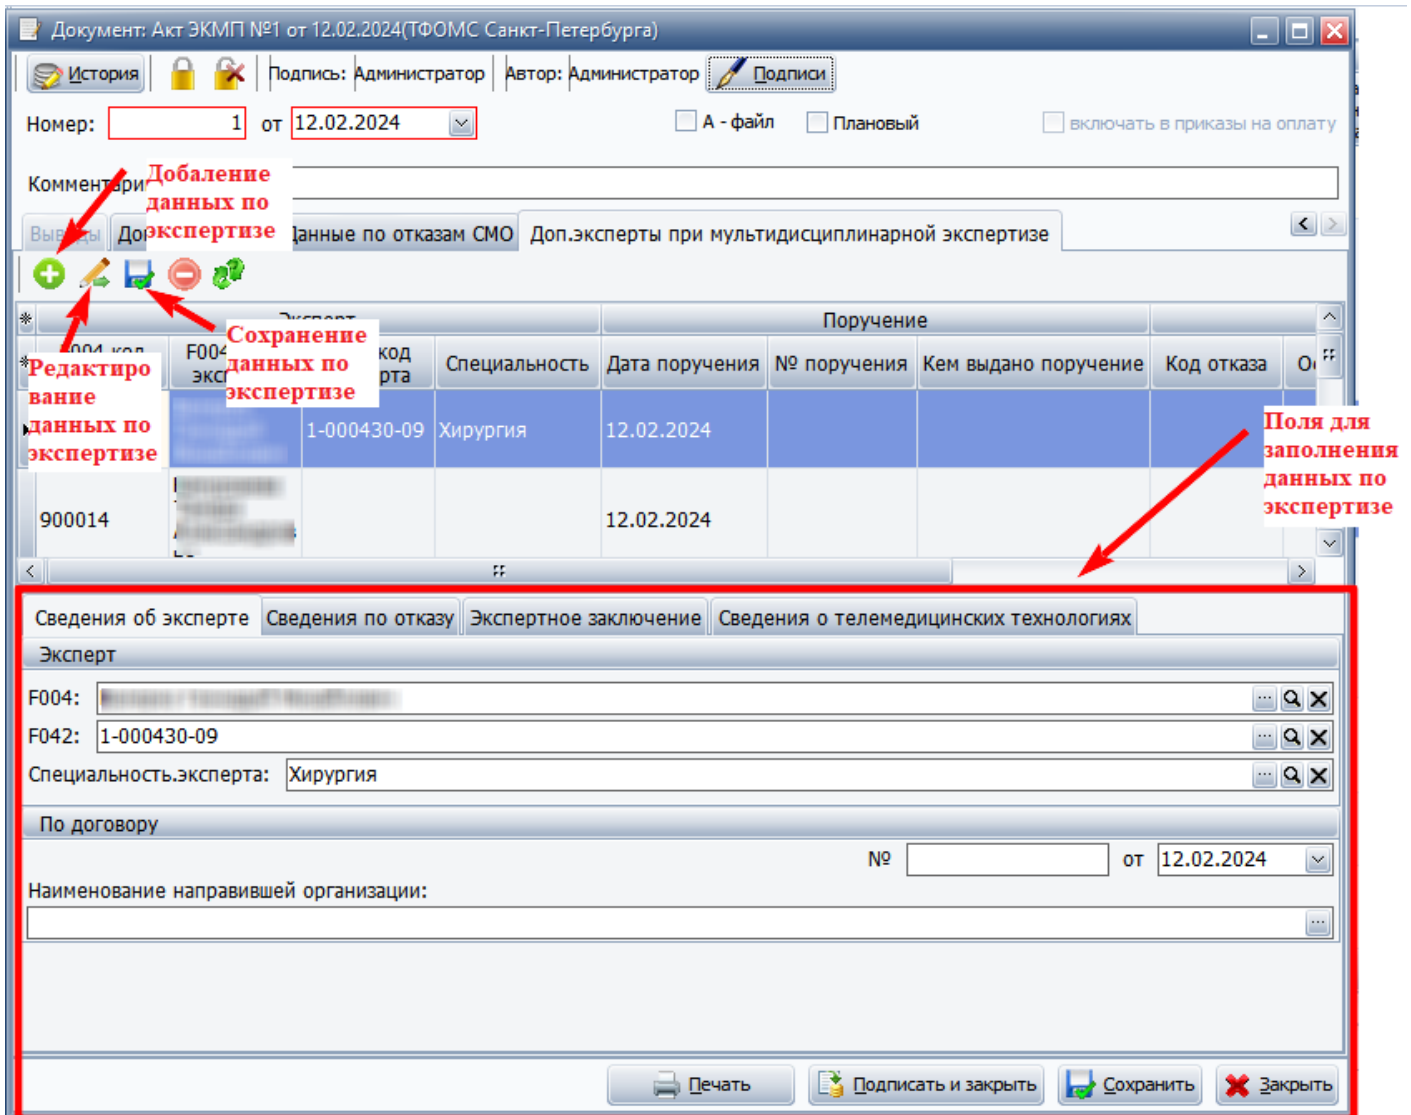 Документ: Акт ЭКМП №1 от 12.02.2024(ТФОМС Санкт-Петербурга)
История Подпись: Администратор Автор: Администратор Подписи
Номер: 1 от 12.02.2024 А - файл Плановый включать в приказы на оплату
Комментари
Добаление
данных по
экспертизе
Данные по отказам СМО Доп.эксперты при мультидисциплинарной экспертизе
Поручение
Сохранение
данных по
экспертизе
Редактиро
вание
данных по
экспертизе
Специальность Дата поручения № поручения Кем выдано поручение Код отказа
1-000430-09 Хирургия 12.02.2024
Поля для
заполнения
данных по
экспертизе
900014 12.02.2024
Сведения об эксперте Сведения по отказу Экспертное заключение Сведения о телемедицинских технологиях
Эксперт
F004:
F042: 1-000430-09
Специальность.эксперта: Хирургия
По договору
№ от 12.02.2024
Наименование направившей организации:
Печать Подписать и закрыть Сохранить Закрыть